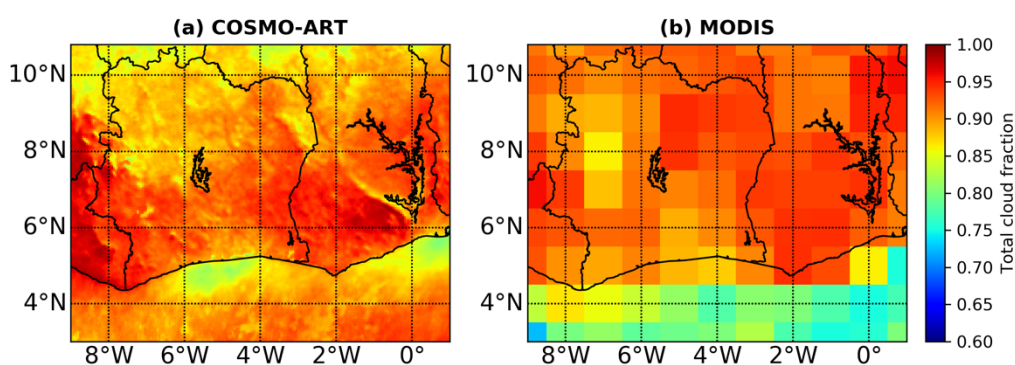 (a) COSMO-ART
10°N
8°N
6°N
4°N
8°W 6°W 4°W 2°W 0°
(b) MODIS
10°N
8°N
6°N
4°N
8°W 6°W 4°W 2°W 0°
1.00
0.95
0.90
0.85
0.80
0.75
0.70
0.65
0.60
Total cloud fraction